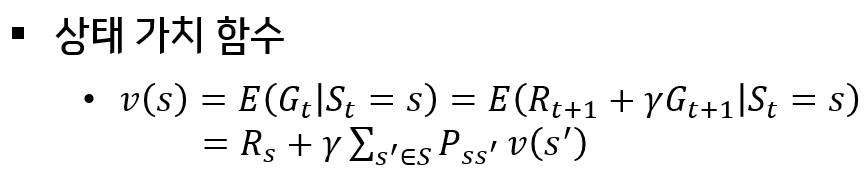 ▪ 상태 가치 함수
• v(s) = E(G_t|S_t = s) = E(R_{t+1} + γG_{t+1}|S_t = s)
= R_s + γ ∑_{s'∈S} P_{ss'} v(s')